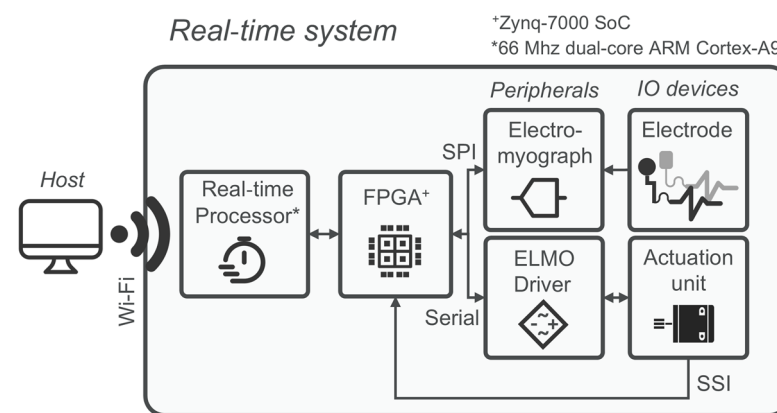 Real-time system
+Zynq-7000 SoC
*66 Mhz dual-core ARM Cortex-A9
Peripherals
IO devices
Host
Wi-Fi
Real-time
Processor*
FPGA+
SPI
Serial
Electro-
myograph
Electrode
ELMO
Driver
Actuation
unit
SSI